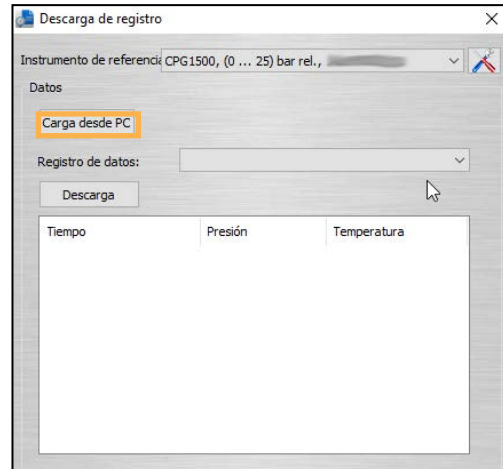 Descarga de registro
Instrumento de referencia CPG1500, (0 ... 25) bar rel.,
Datos
Carga desde PC
Registro de datos:
Descarga
Tiempo Presión Temperatura